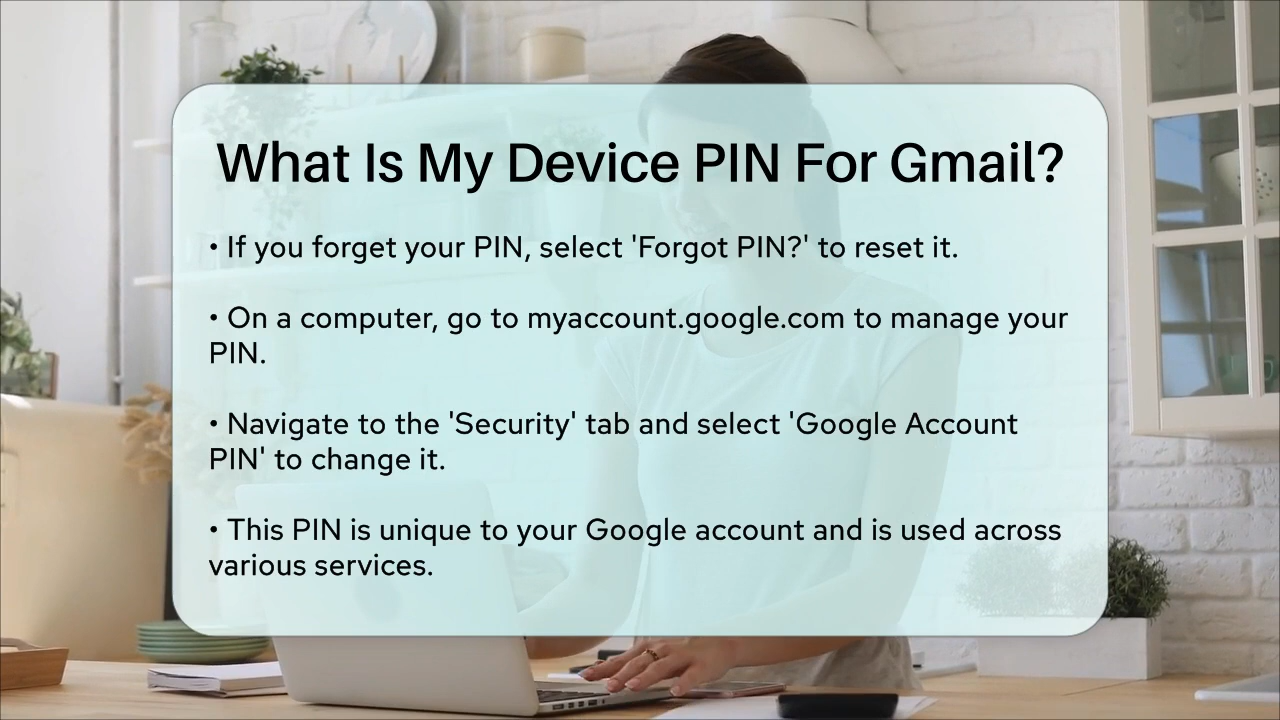 What Is My Device PIN For Gmail?
• If you forget your PIN, select 'Forgot PIN?' to reset it.
• On a computer, go to myaccount.google.com to manage your
PIN.
• Navigate to the 'Security' tab and select 'Google Account
PIN' to change it.
• This PIN is unique to your Google account and is used across
various services.